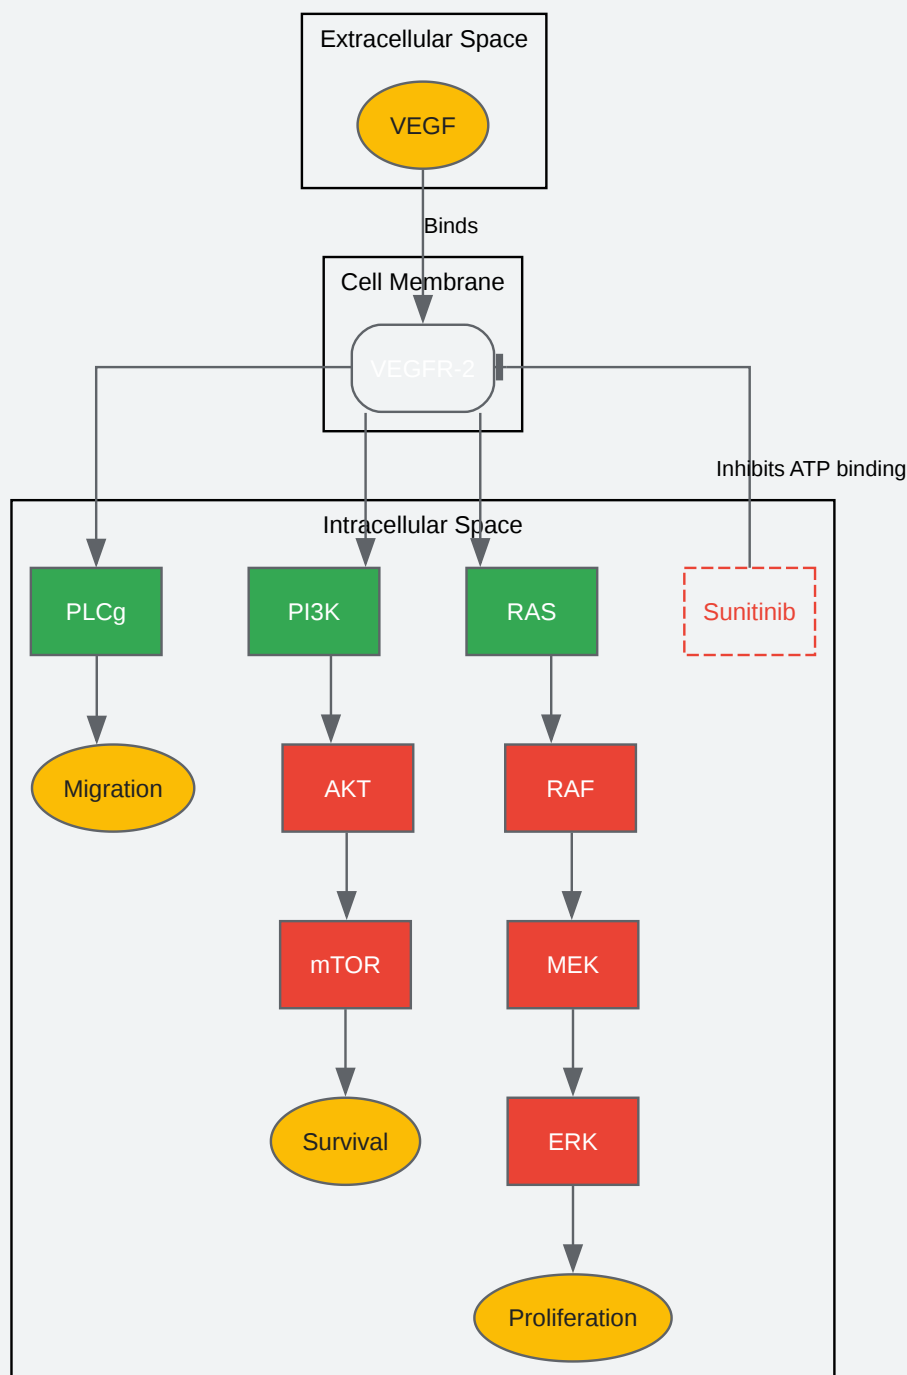 Extracellular Space
VEGF
Binds
Cell Membrane
VEGFR-2
Inhibits ATP binding
Intracellular Space
PLCg
PI3K
RAS
Sunitinib
Migration
AKT
RAF
mTOR
MEK
Survival
ERK
Proliferation